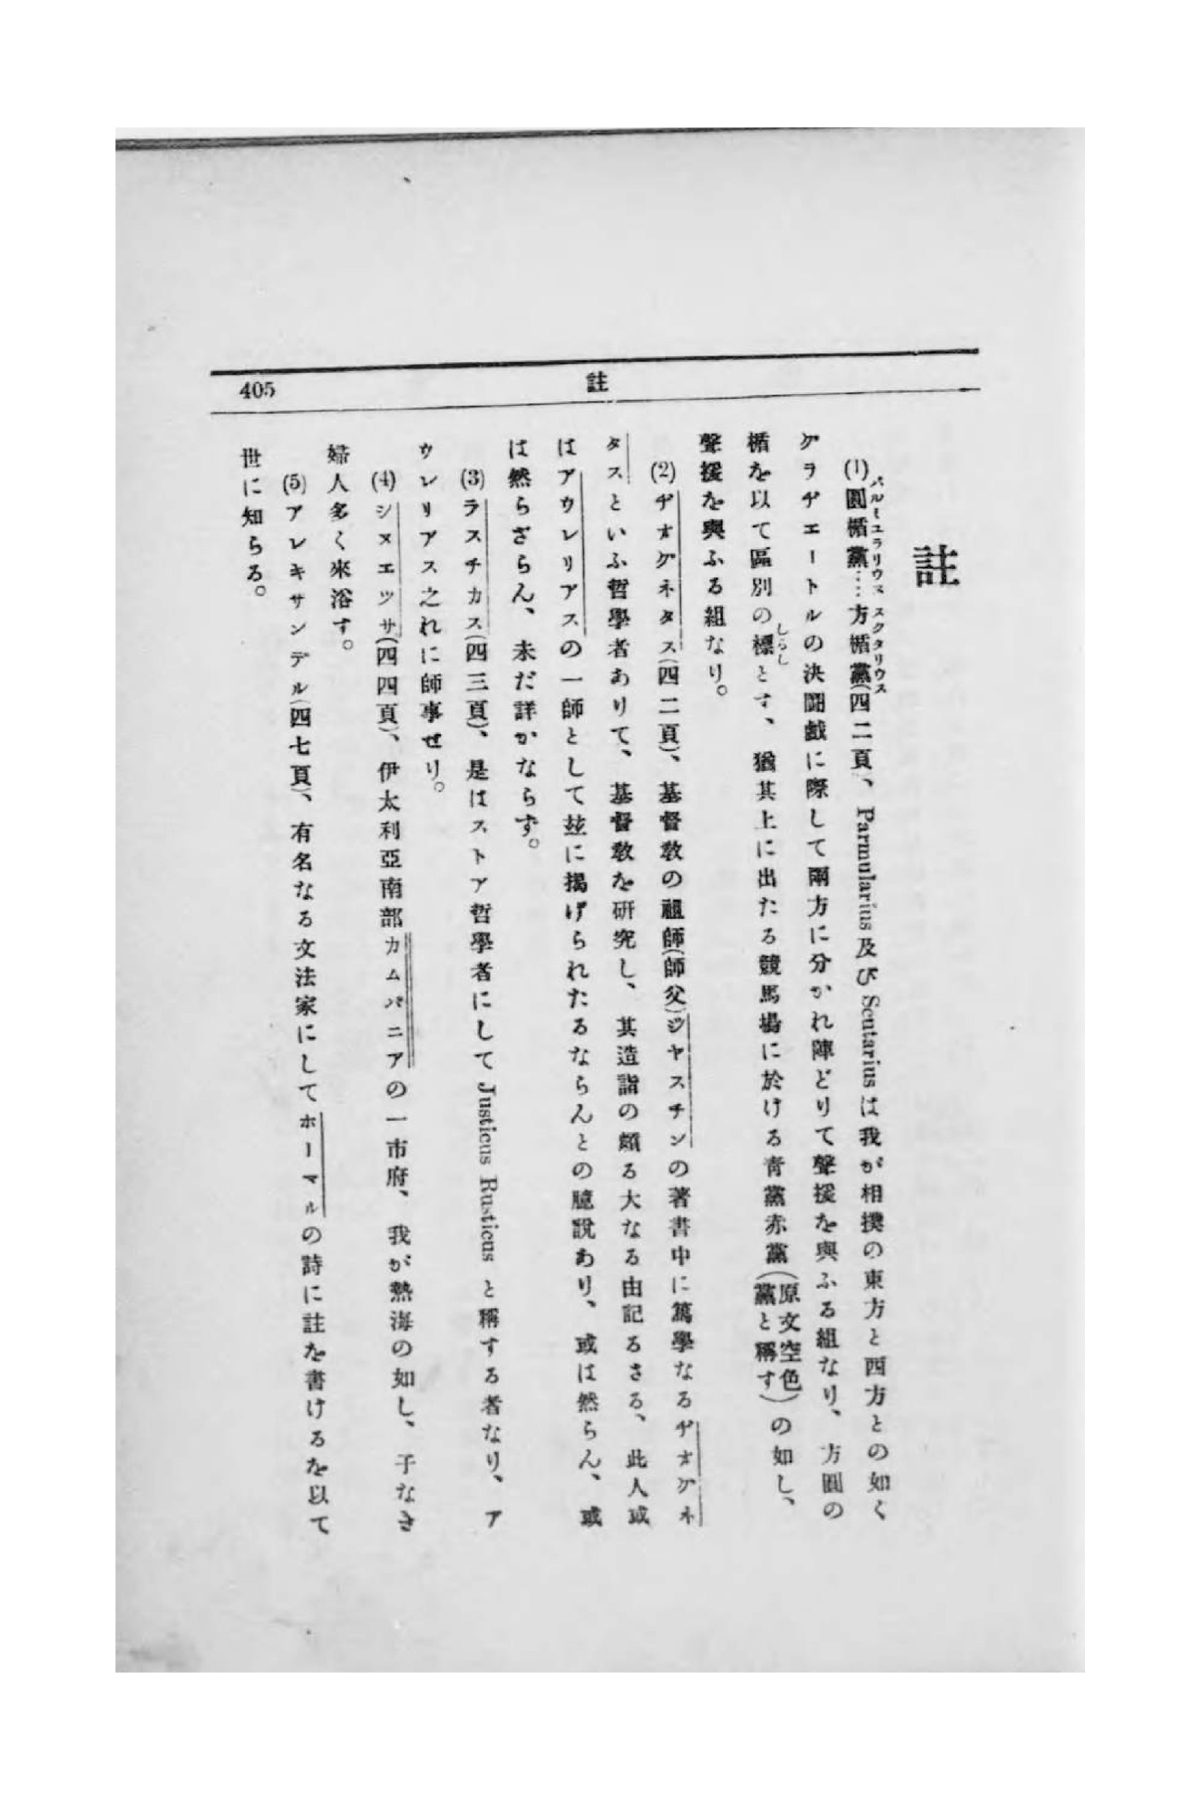 405
註
註
(1)圓楯黨…方楯黨(四二頁、Parmularius 及び Scutarius は我が相撲の東方と西方との如く
パルミュラリウス スクタリウス
グラヂエートルの決鬪戲に際して兩方に分かれ陣どりて聲援を與ふる組なり、方圓の
楯を以て區別の標とす、猶其上に出たる競馬場に於ける靑黨赤黨(原文空色黨と稱す)の如し、
しるし
聲援を與ふる組なり。
(2)ヂオグネタス(四二頁)、基督敎の祖師(師父)ジヤスチンの著書中に篤學なるヂオグネ
タスといふ哲學者ありて、基督敎を硏究し、其造詣の頗る大なる由記るさる、此人或
はアウレリアスの一師として玆に揭げられたるならんとの臆說あり、或は然らん、或
は然らざらん、未だ詳かならず。
(3)ラスチカス(四三頁)、是はストア哲學者にして Justicus Rusticus と稱する者なり、ア
ウレリアス之れに師事せり。
(4)シヌエツサ(四四頁)、伊太利亞南部カムパニアの一市府、我が熱海の如し、子なき
婦人多く來浴す。
(5)アレキサンデル(四七頁)、有名なる文法家にしてホーマルの詩に註を書けるを以て
世に知らる。